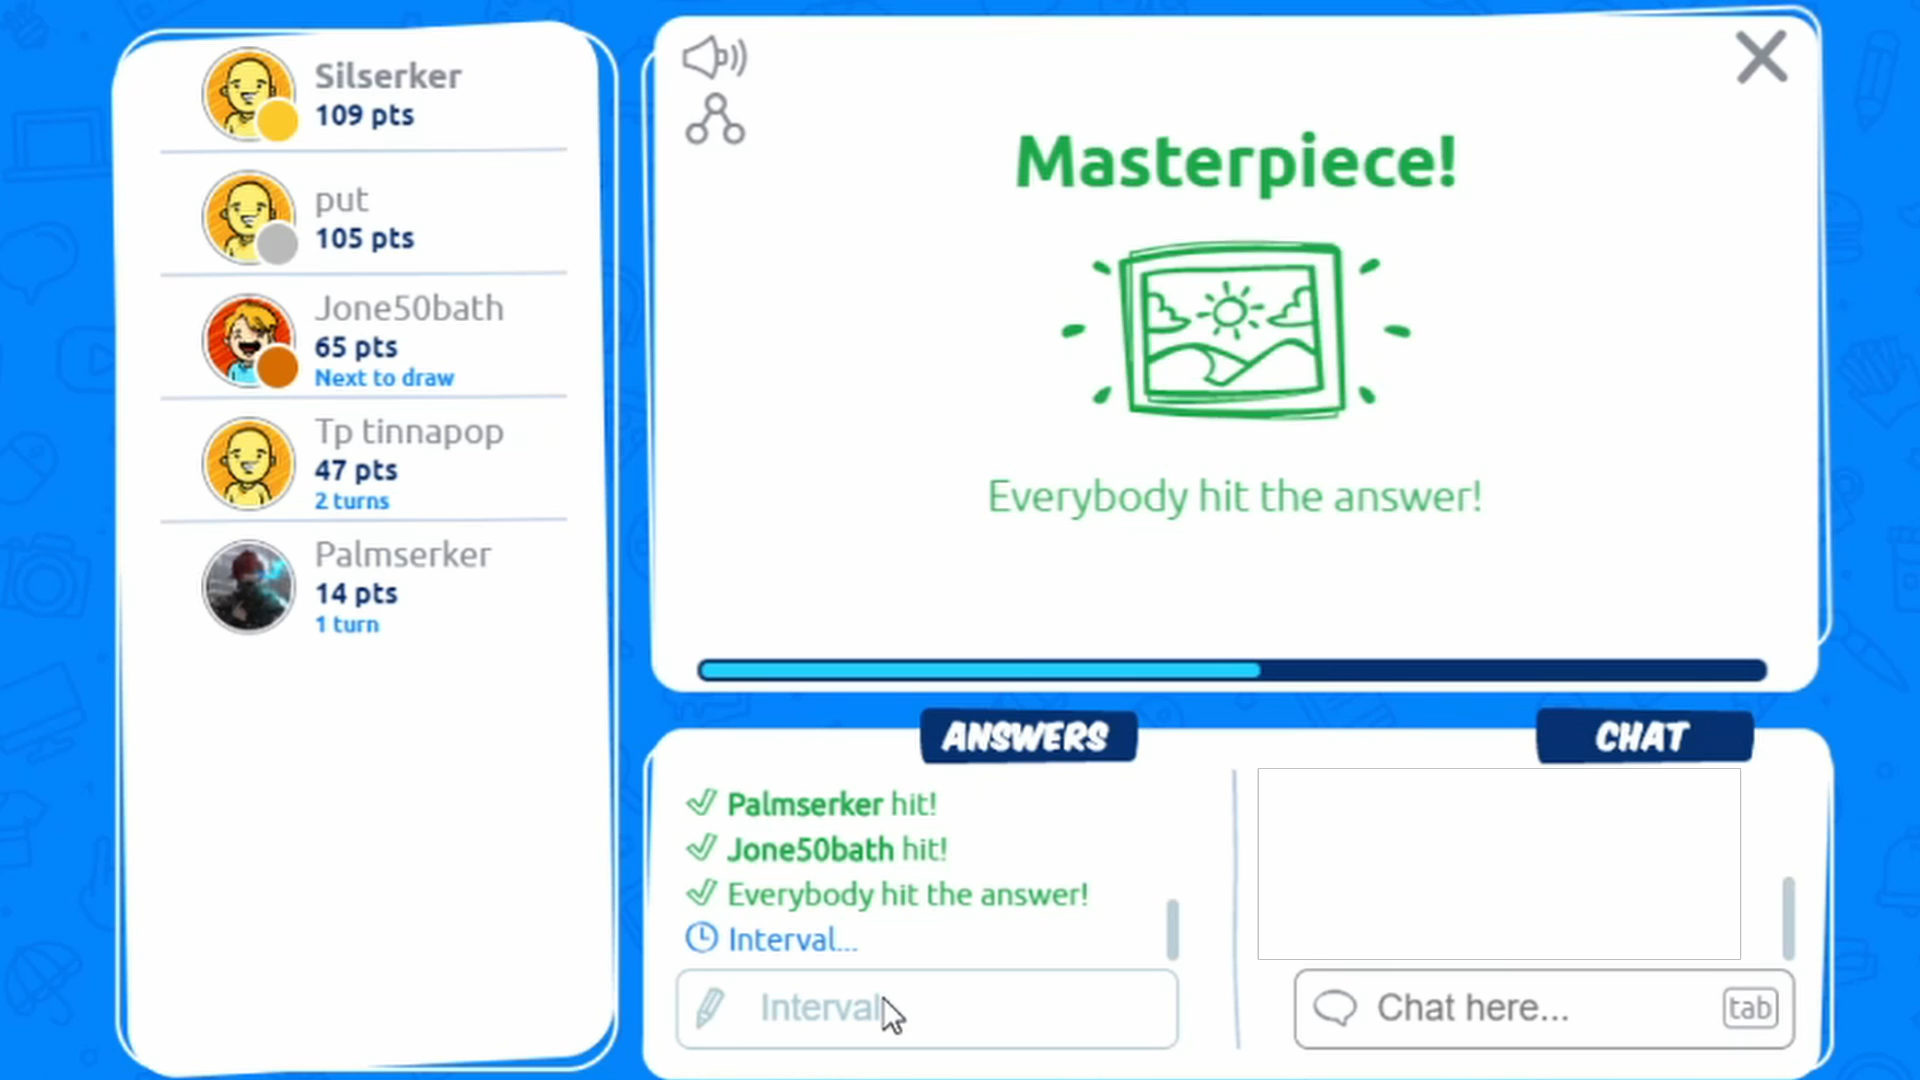 Silserker
109 pts
put
105 pts
Jone50bath
65 pts
Next to draw
Tp tinnapop
47 pts
2 turns
Palmserker
14 pts
1 turn
Masterpiece!
Everybody hit the answer!
ANSWERS
Palmserker hit!
Jone50bath hit!
Everybody hit the answer!
Interval...
Interval
CHAT
Chat here...
tab